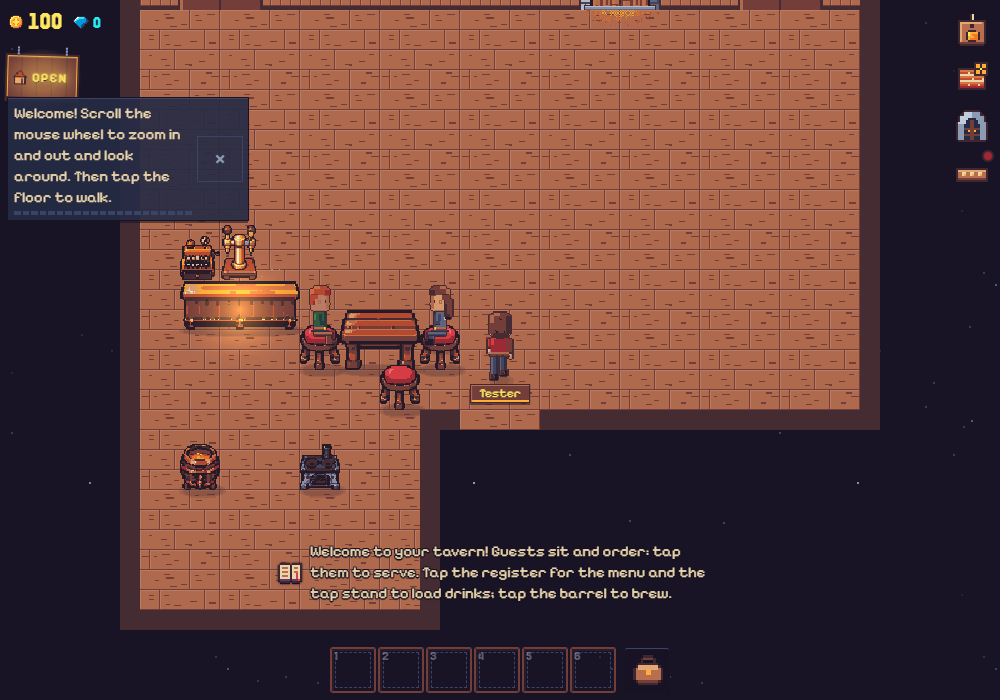 100
0
OPEN
Welcome! Scroll the
mouse wheel to zoom in
and out and look
around. Then tap the
floor to walk.
×
Tester
Welcome to your tavern! Guests sit and order: tap
them to serve. Tap the register for the menu and the
tap stand to load drinks; tap the barrel to brew.
1 2 3 4 5 6